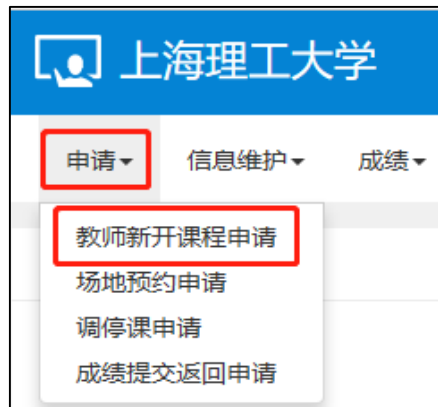 上海理工大学
申请 信息维护 成绩
教师新开课程申请
场地预约申请
调停课申请
成绩提交返回申请